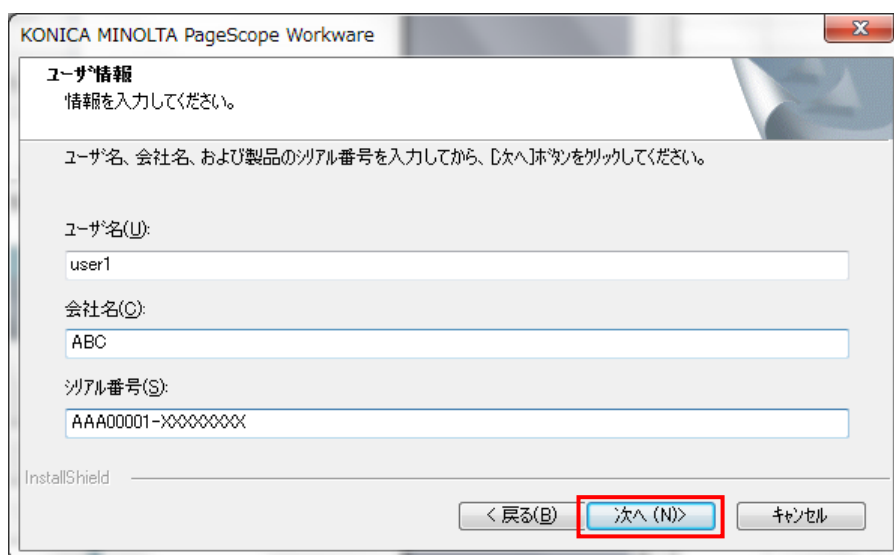 KONICA MINOLTA PageScope Workware
ユーザ情報
情報を入力してください。
ユーザ名、会社名、および製品のシリアル番号を入力してから、[次へ]ボタンをクリックしてください。
ユーザ名(U):
user1
会社名(C):
ABC
シリアル番号(S):
AAA00001-XXXXXXXX
InstallShield
< 戻る(B) 次へ (N)> キャンセル